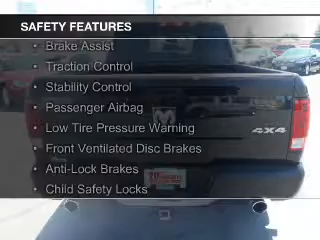 SAFETY FEATURES
Brake Assist
Traction Control
Stability Control
Passenger Airbag
Low Tire Pressure Warning
4X4
Front Ventilated Disc Brakes
Anti-Lock Brakes
Child Safety Locks